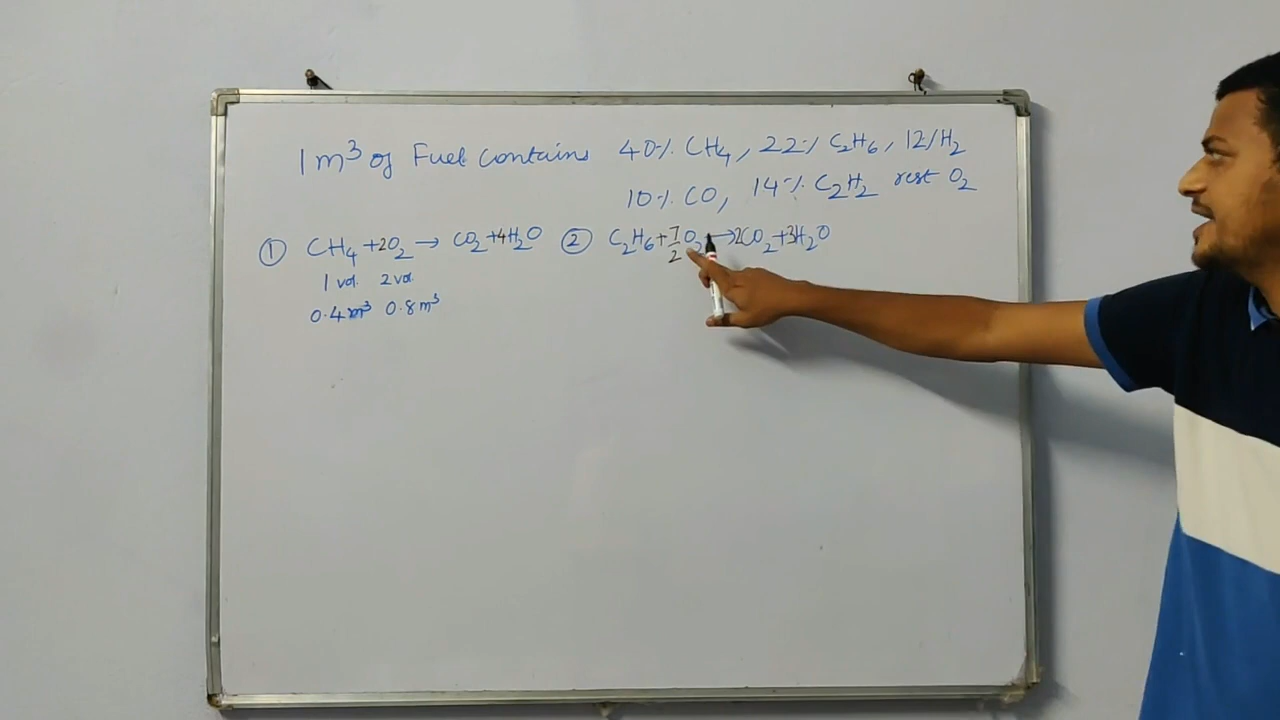 1 m³ of Fuel Contains 40% CH₄, 22% C₂H₆, 12% H₂
10% CO, 14% C₂H₂ rest O₂
① CH₄ + 2O₂ → CO₂ + 4H₂O ② C₂H₆ + 7/2 O₂ → 2CO₂ + 3H₂O
1 vol. 2 vol
0.4 m³ 0.8 m³